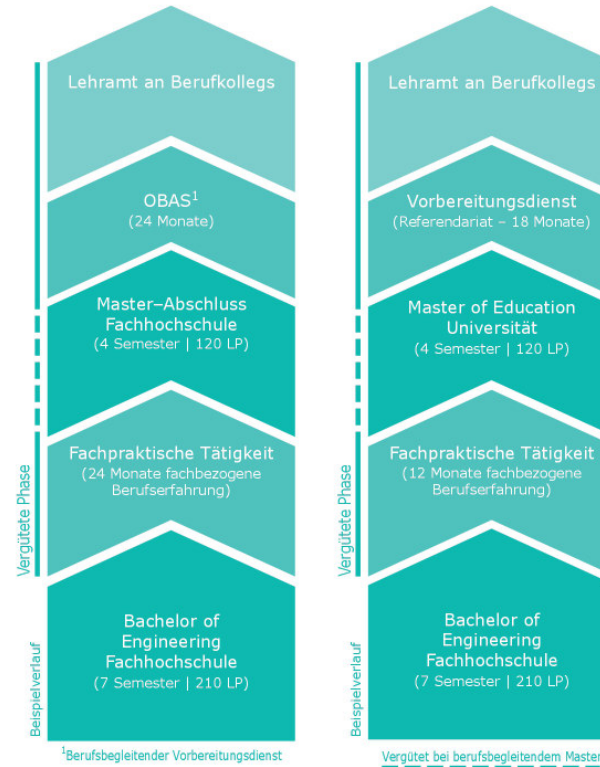 Lehramt an Berufkollegs
OBAS¹
(24 Monate)
Master–Abschluss
Fachhochschule
(4 Semester | 120 LP)
Fachpraktische Tätigkeit
(24 Monate fachbezogene
Berufserfahrung)
Bachelor of
Engineering
Fachhochschule
(7 Semester | 210 LP)
Vergütete Phase
Beispielverlauf
¹Berufsbegleitender Vorbereitungsdienst
Lehramt an Berufkollegs
Vorbereitungsdienst
(Referendariat – 18 Monate)
Master of Education
Universität
(4 Semester | 120 LP)
Fachpraktische Tätigkeit
(12 Monate fachbezogene
Berufserfahrung)
Bachelor of
Engineering
Fachhochschule
(7 Semester | 210 LP)
Vergütete Phase
Beispielverlauf
Vergütet bei berufsbegleitendem Master